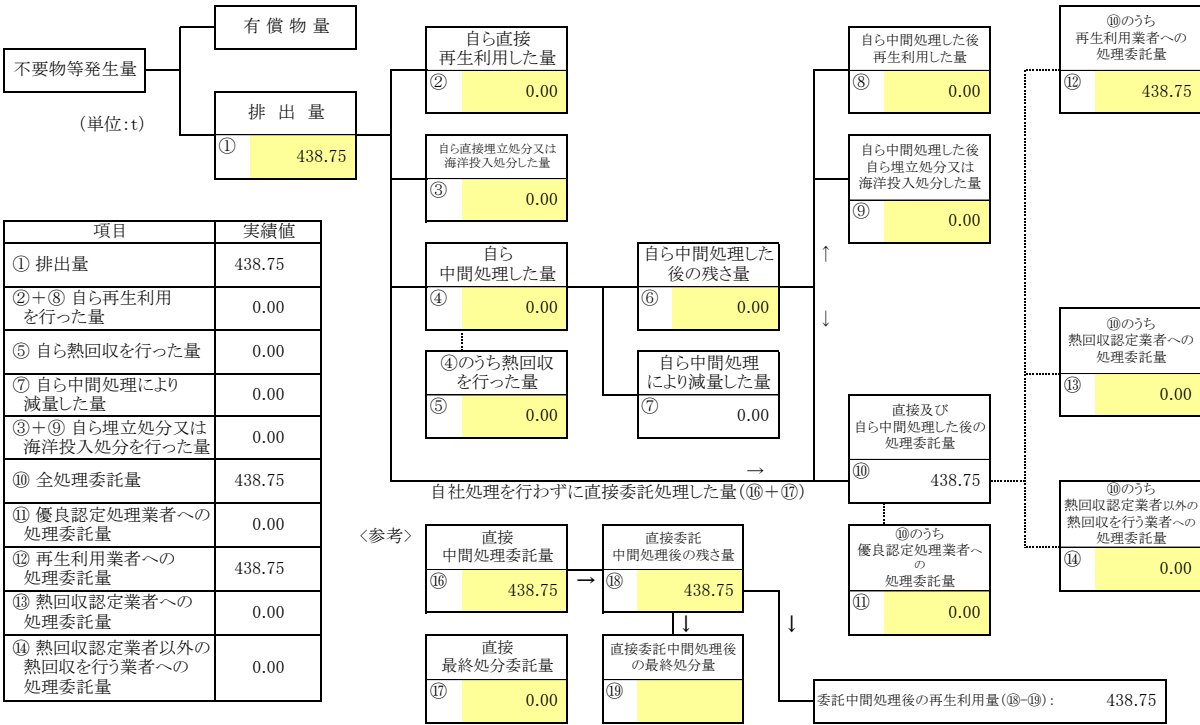 不要物等発生量
(単位:t)
有 償 物 量
排 出 量
①
438.75
自ら直接
再生利用した量
②
0.00
自ら直接埋立処分又は
海洋投入処分した量
③
0.00
自ら
中間処理した量
④
0.00
④のうち熱回収
を行った量
⑤
0.00
自ら中間処理した
後の残さ量
⑥
0.00
自ら中間処理
により減量した量
⑦
0.00
自ら中間処理した後
再生利用した量
⑧
0.00
自ら中間処理した後
自ら埋立処分又は
海洋投入処分した量
⑨
0.00
↑
↓
直接及び
自ら中間処理した後の
処理委託量
⑩
438.75
⑩のうち
優良認定処理業者へ
の
処理委託量
⑪
0.00
⑩のうち
再生利用業者への
処理委託量
⑫
438.75
⑩のうち
熱回収認定業者への
処理委託量
⑬
0.00
⑩のうち
熱回収認定業者以外の
熱回収を行う業者への
処理委託量
⑭
0.00
→
自社処理を行わずに直接委託処理した量(⑯+⑰)
〈参考〉
直接
中間処理委託量
⑯
438.75
→
直接委託
中間処理後の残さ量
⑱
438.75
↓
↓
直接
最終処分委託量
⑰
0.00
直接委託中間処理後
の最終処分量
⑲
委託中間処理後の再生利用量(⑱-⑲): 438.75
項目 実績値
① 排出量 438.75
②+⑧ 自ら再生利用
を行った量 0.00
⑤ 自ら熱回収を行った量 0.00
⑦ 自ら中間処理により
減量した量 0.00
③+⑨ 自ら埋立処分又は
海洋投入処分を行った量 0.00
⑩ 全処理委託量 438.75
⑪ 優良認定処理業者への
処理委託量 0.00
⑫ 再生利用業者への
処理委託量 438.75
⑬ 熱回収認定業者への
処理委託量 0.00
⑭ 熱回収認定業者以外の
熱回収を行う業者への
処理委託量 0.00